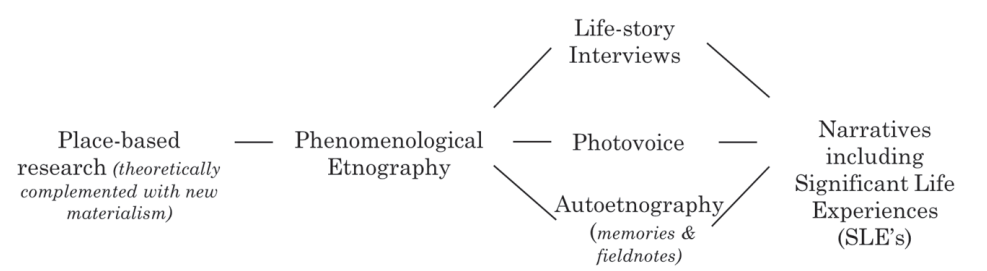 Place-based
research (theoretically
complemented with new
materialism)
Phenomenological
Etnography
Life-story
Interviews
Photovoice
Autoetnography
(memories &
fieldnotes)
Narratives
including
Significant Life
Experiences
(SLE's)